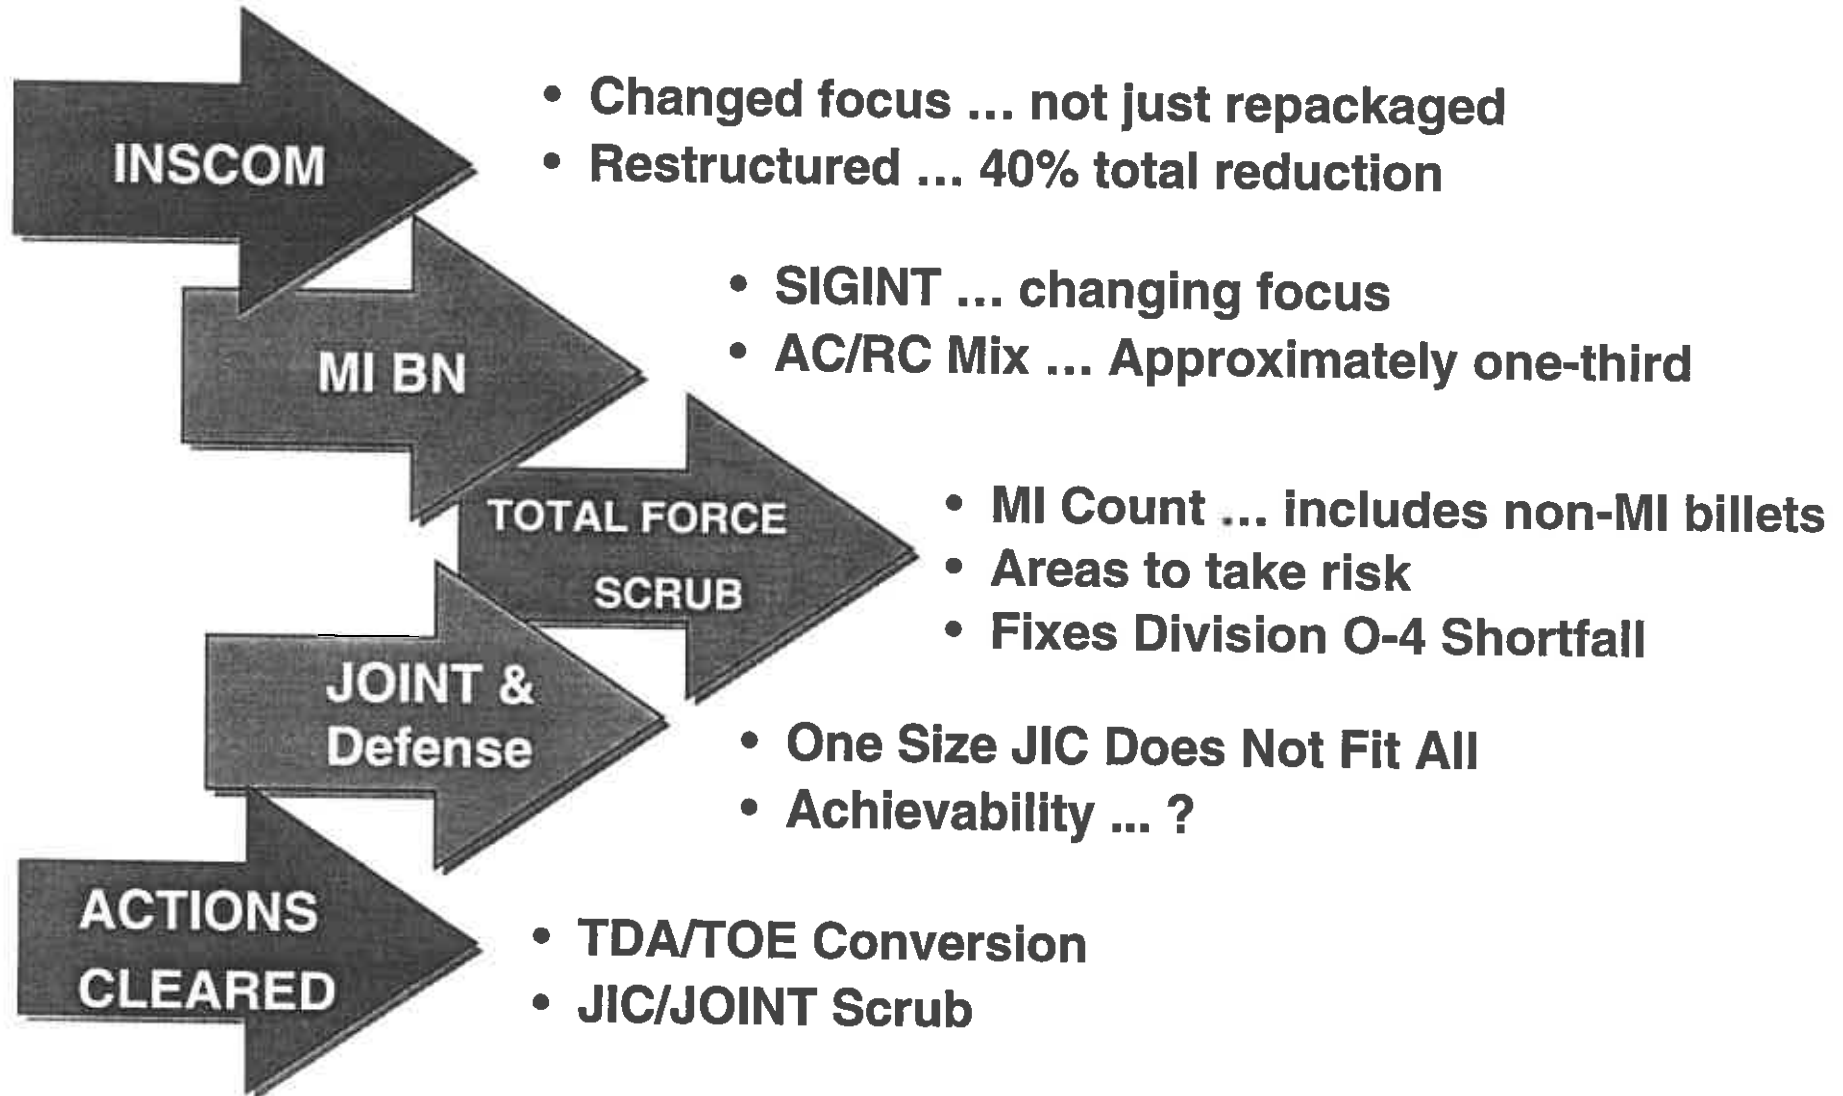 INSCOM
• Changed focus ... not just repackaged
• Restructured ... 40% total reduction
MI BN
• SIGINT ... changing focus
• AC/RC Mix ... Approximately one-third
TOTAL FORCE
SCRUB
• MI Count ... includes non-MI billets
• Areas to take risk
• Fixes Division O-4 Shortfall
JOINT &
Defense
• One Size JIC Does Not Fit All
• Achievability ... ?
ACTIONS
CLEARED
• TDA/TOE Conversion
• JIC/JOINT Scrub